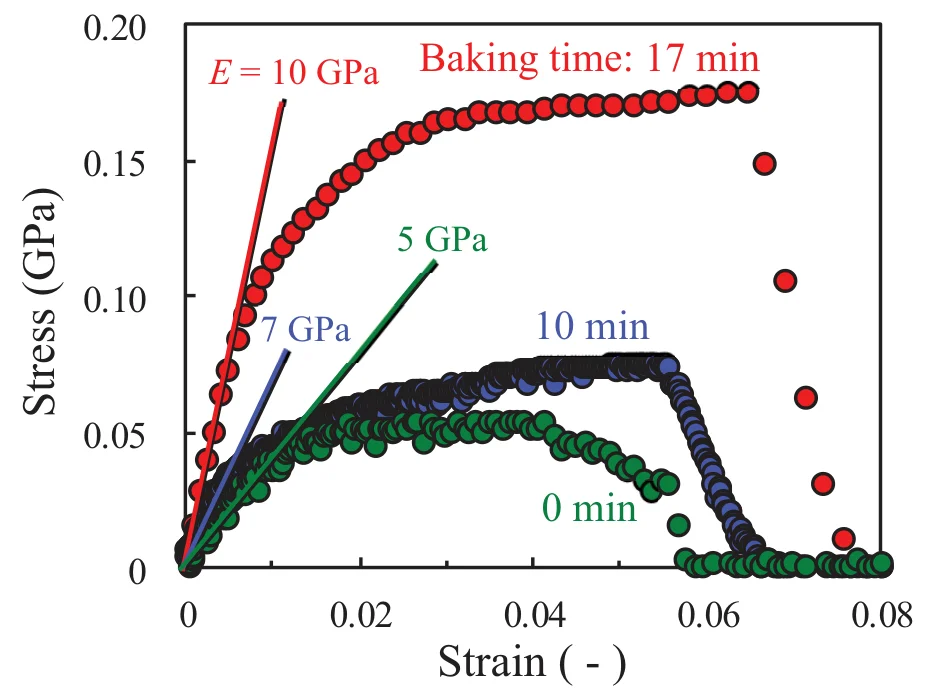 0.20
0.15
0.10
0.05
0
Stress (GPa)
E = 10 GPa
Baking time: 17 min
5 GPa
7 GPa
10 min
0 min
0
0.02
0.04
0.06
0.08
Strain ( - )